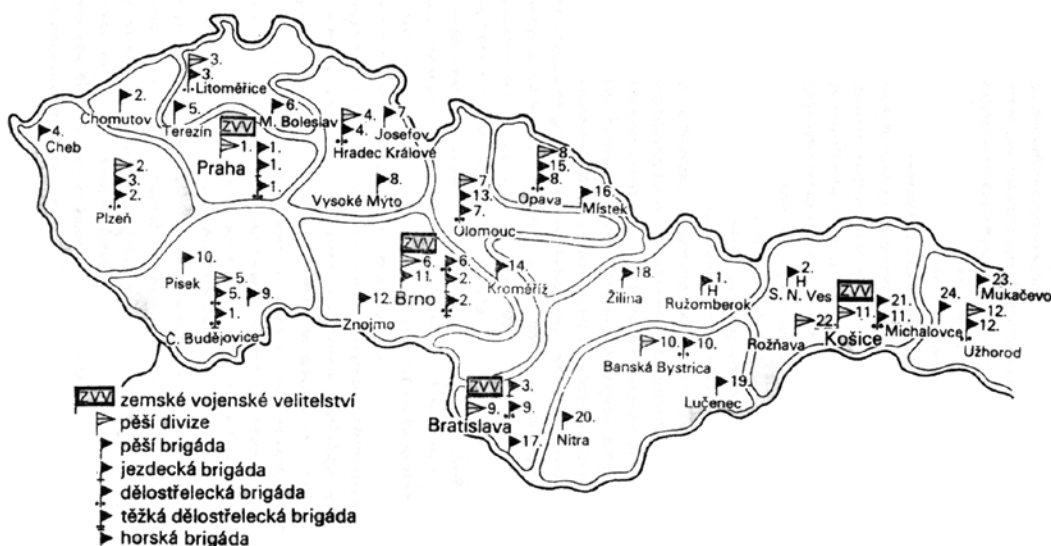 3.
3.
Litoměřice
2.
Chomutov
5.
Terezín
6.
M. Boleslav
4.
4.
Hradec Králové
7.
Josefov
4.
Cheb
ZVV
1.
1.
1.
1.
Praha
2.
3.
2.
Plzeň
8.
Vysoké Mýto
7.
13.
7.
Olomouc
8.
15.
8.
Opava
16.
Místek
10.
Písek
5.
5.
1.
9.
Č. Budějovice
ZVV
6.
11.
Brno
6.
2.
2.
12.
Znojmo
14.
Kroměříž
18.
Žilina
1.
H
Ružomberok
2.
H
S. N. Ves
ZVV
11.
Košice
21.
11.
Michalovce
24.
23.
Mukačevo
12.
12.
Užhorod
22.
Rožňava
10.
10.
Banská Bystrica
19.
Lučenec
ZVV
3.
9.
9.
Bratislava
17.
20.
Nitra
ZVV zemské vojenské velitelství
pěší divize
pěší brigáda
jezdecká brigáda
dělostřelecká brigáda
těžká dělostřelecká brigáda
horská brigáda